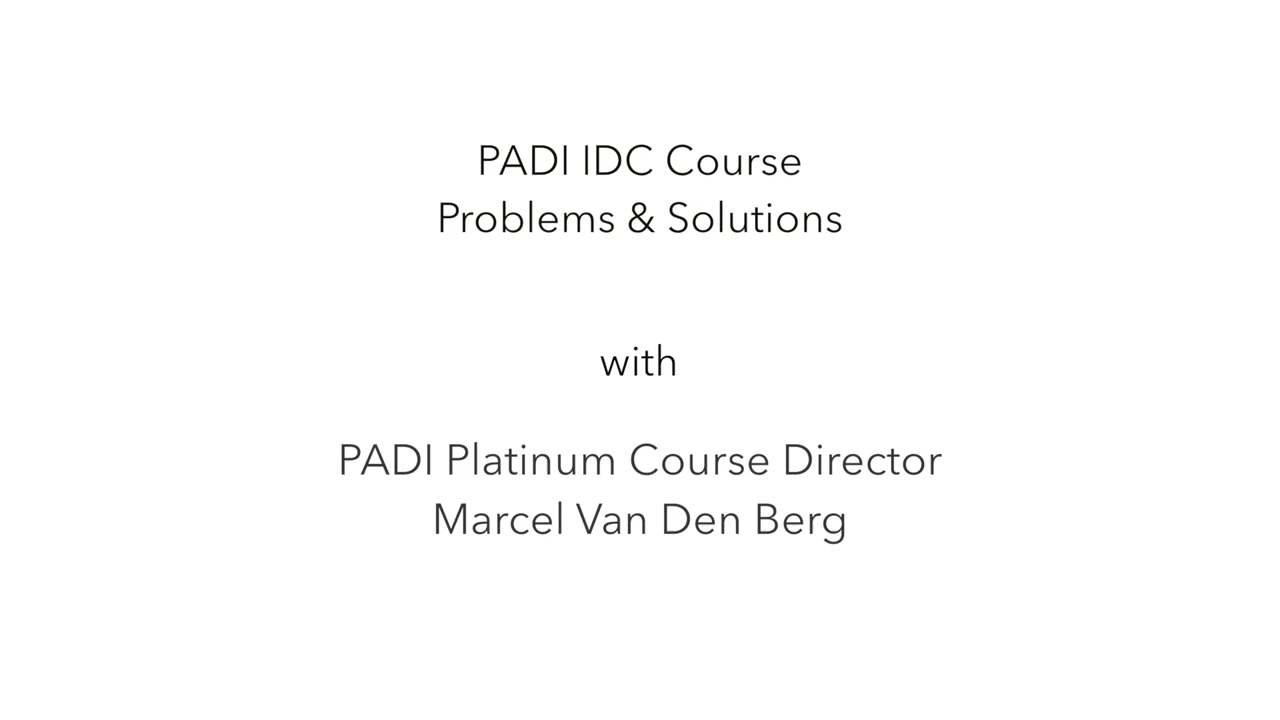 PADI IDC Course
Problems & Solutions
with
PADI Platinum Course Director
Marcel Van Den Berg